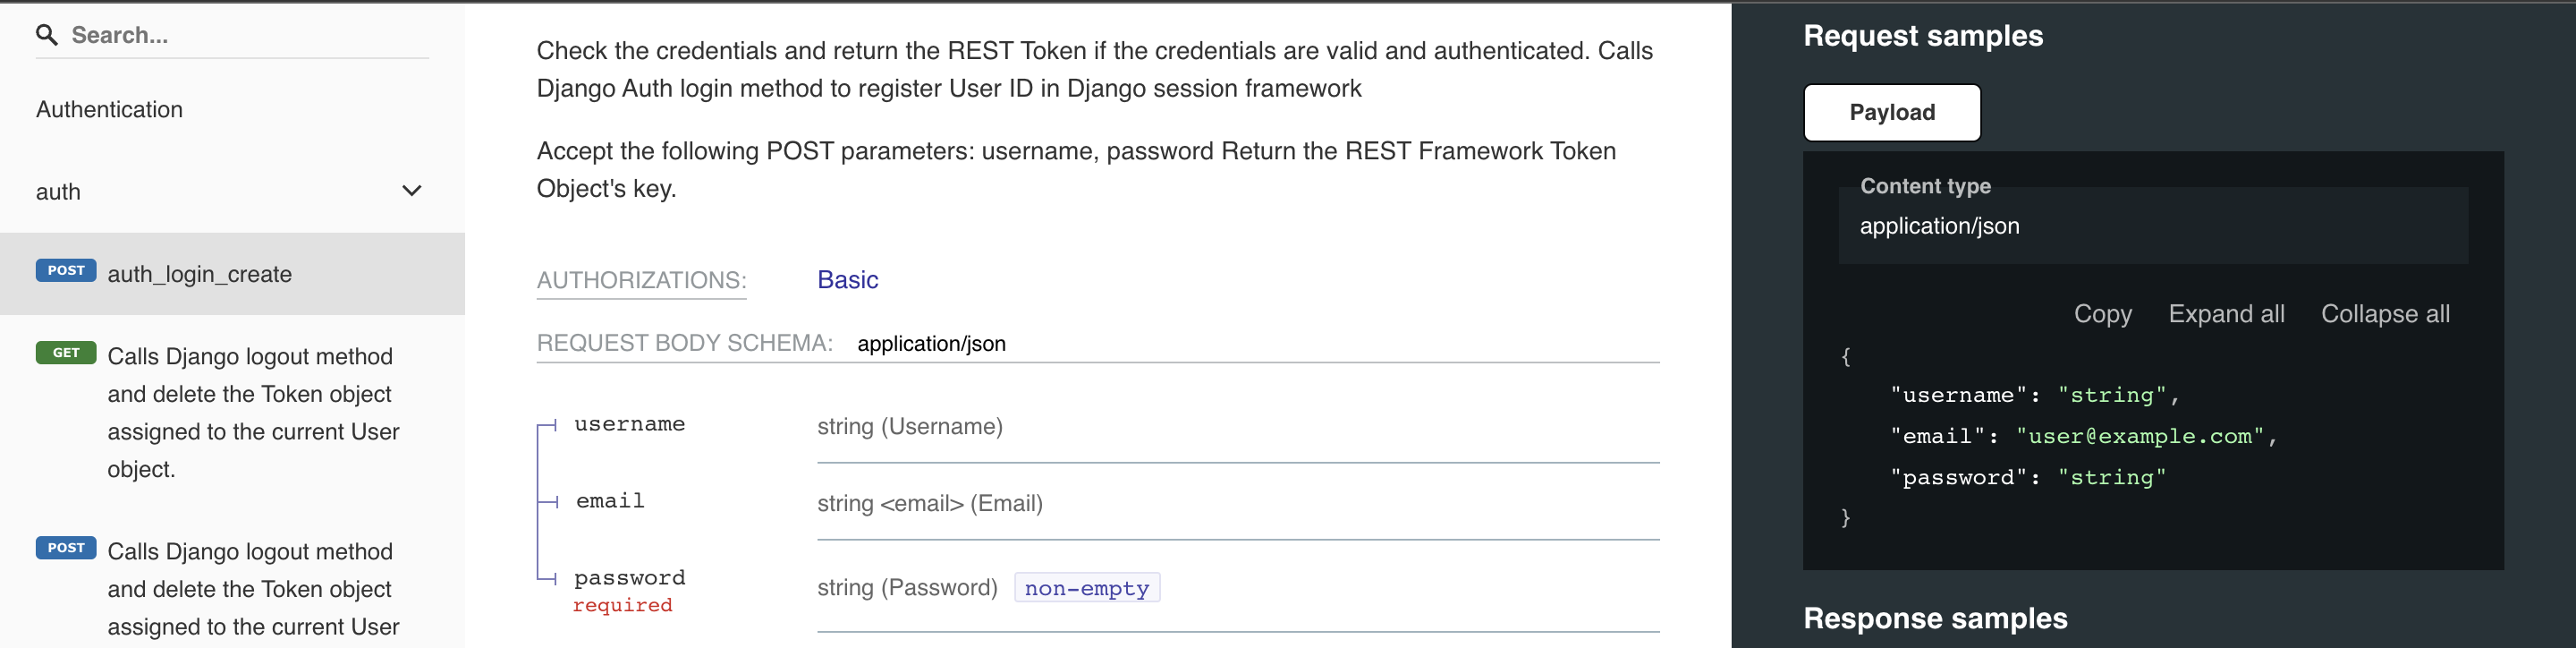 Search...
Authentication
auth
POST auth_login_create
GET Calls Django logout method
and delete the Token object
assigned to the current User
object.
POST Calls Django logout method
and delete the Token object
assigned to the current User
Check the credentials and return the REST Token if the credentials are valid and authenticated. Calls
Django Auth login method to register User ID in Django session framework
Accept the following POST parameters: username, password Return the REST Framework Token
Object's key.
AUTHORIZATIONS: Basic
REQUEST BODY SCHEMA: application/json
username string (Username)
email string <email> (Email)
password string (Password) non-empty
required
Request samples
Payload
Content type
application/json
Copy Expand all Collapse all
{
"username": "string",
"email": "user@example.com",
"password": "string"
}
Response samples